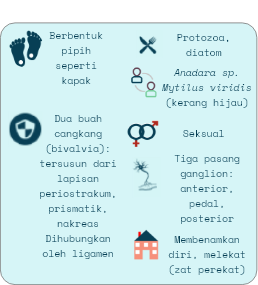 Berbentuk
pipih
seperti
kapak
Dua buah
cangkang
(bivalvia):
tersusun dari
lapisan
periostrakum,
prismatik,
nakreas
Dihubungkan
oleh ligamen
Protozoa,
diatom
Anadara sp.
Mytilus viridis
(kerang hijau)
Seksual
Tiga pasang
ganglion:
anterior,
pedal,
posterior
Membenamkan
diri, melekat
(zat perekat)